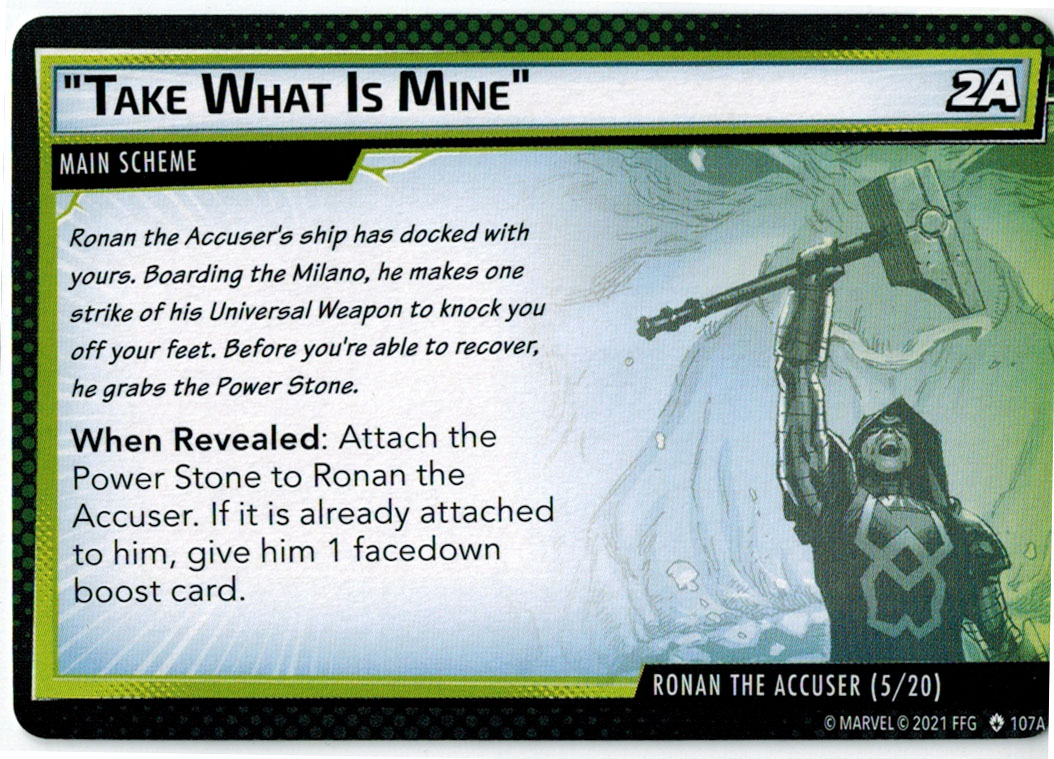 "Take What Is Mine"
2A
MAIN SCHEME
Ronan the Accuser's ship has docked with
yours. Boarding the Milano, he makes one
strike of his Universal Weapon to knock you
off your feet. Before you're able to recover,
he grabs the Power Stone.
When Revealed: Attach the
Power Stone to Ronan the
Accuser. If it is already attached
to him, give him 1 facedown
boost card.
RONAN THE ACCUSER (5/20)
© MARVEL © 2021 FFG 107A